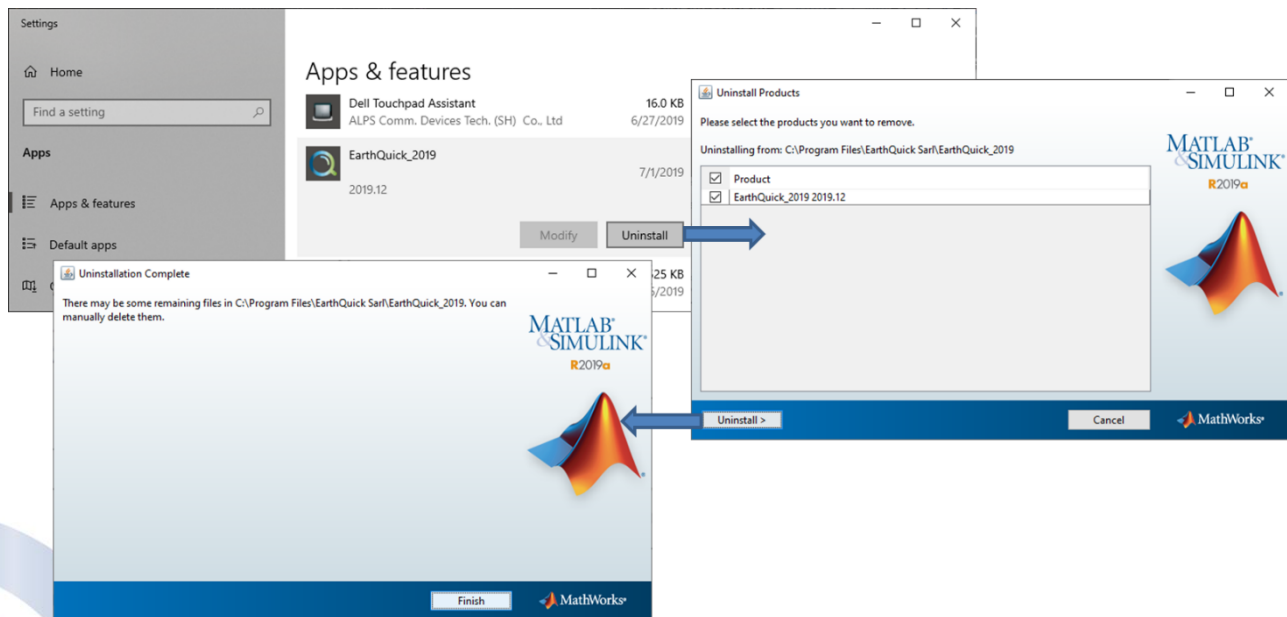 Settings
Home
Find a setting
Apps
Apps & features
Default apps
Apps & features
Dell Touchpad Assistant
16.0 KB
ALPS Comm. Devices Tech. (SH) Co., Ltd
6/27/2019
EarthQuick_2019
7/1/2019
2019.12
Modify
Uninstall
25 KB
/2019
Uninstall Products
Please select the products you want to remove.
Uninstalling from: C:\Program Files\EarthQuick Sarl\EarthQuick_2019
Product
EarthQuick_2019 2019.12
MATLAB®
&SIMULINK®
R2019a
Uninstall >
Cancel
MathWorks®
Uninstallation Complete
There may be some remaining files in C:\Program Files\EarthQuick Sarl\EarthQuick_2019. You can
manually delete them.
MATLAB®
&SIMULINK®
R2019a
Finish
MathWorks®